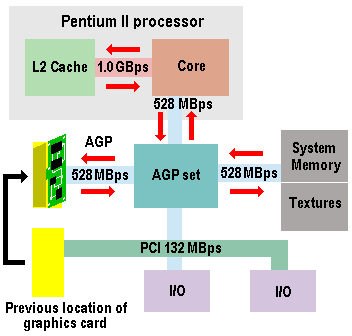 Pentium II processor
L2 Cache
1.0 GBps
Core
528 MBps
AGP
528 MBps
AGP set
528 MBps
System
Memory
Textures
PCI 132 MBps
I/O
I/O
Previous location of
graphics card